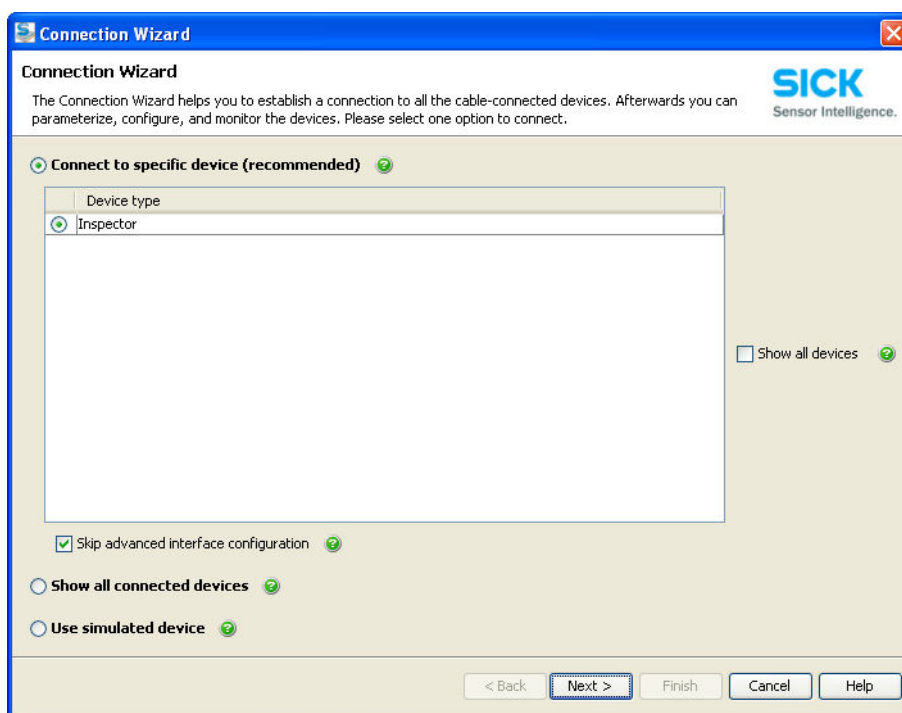 Connection Wizard
Connection Wizard
The Connection Wizard helps you to establish a connection to all the cable-connected devices. Afterwards you can
parameterize, configure, and monitor the devices. Please select one option to connect.
SICK
Sensor Intelligence.
Connect to specific device (recommended)
Device type
Inspector
Show all devices
Skip advanced interface configuration
Show all connected devices
Use simulated device
< Back
Next >
Finish
Cancel
Help